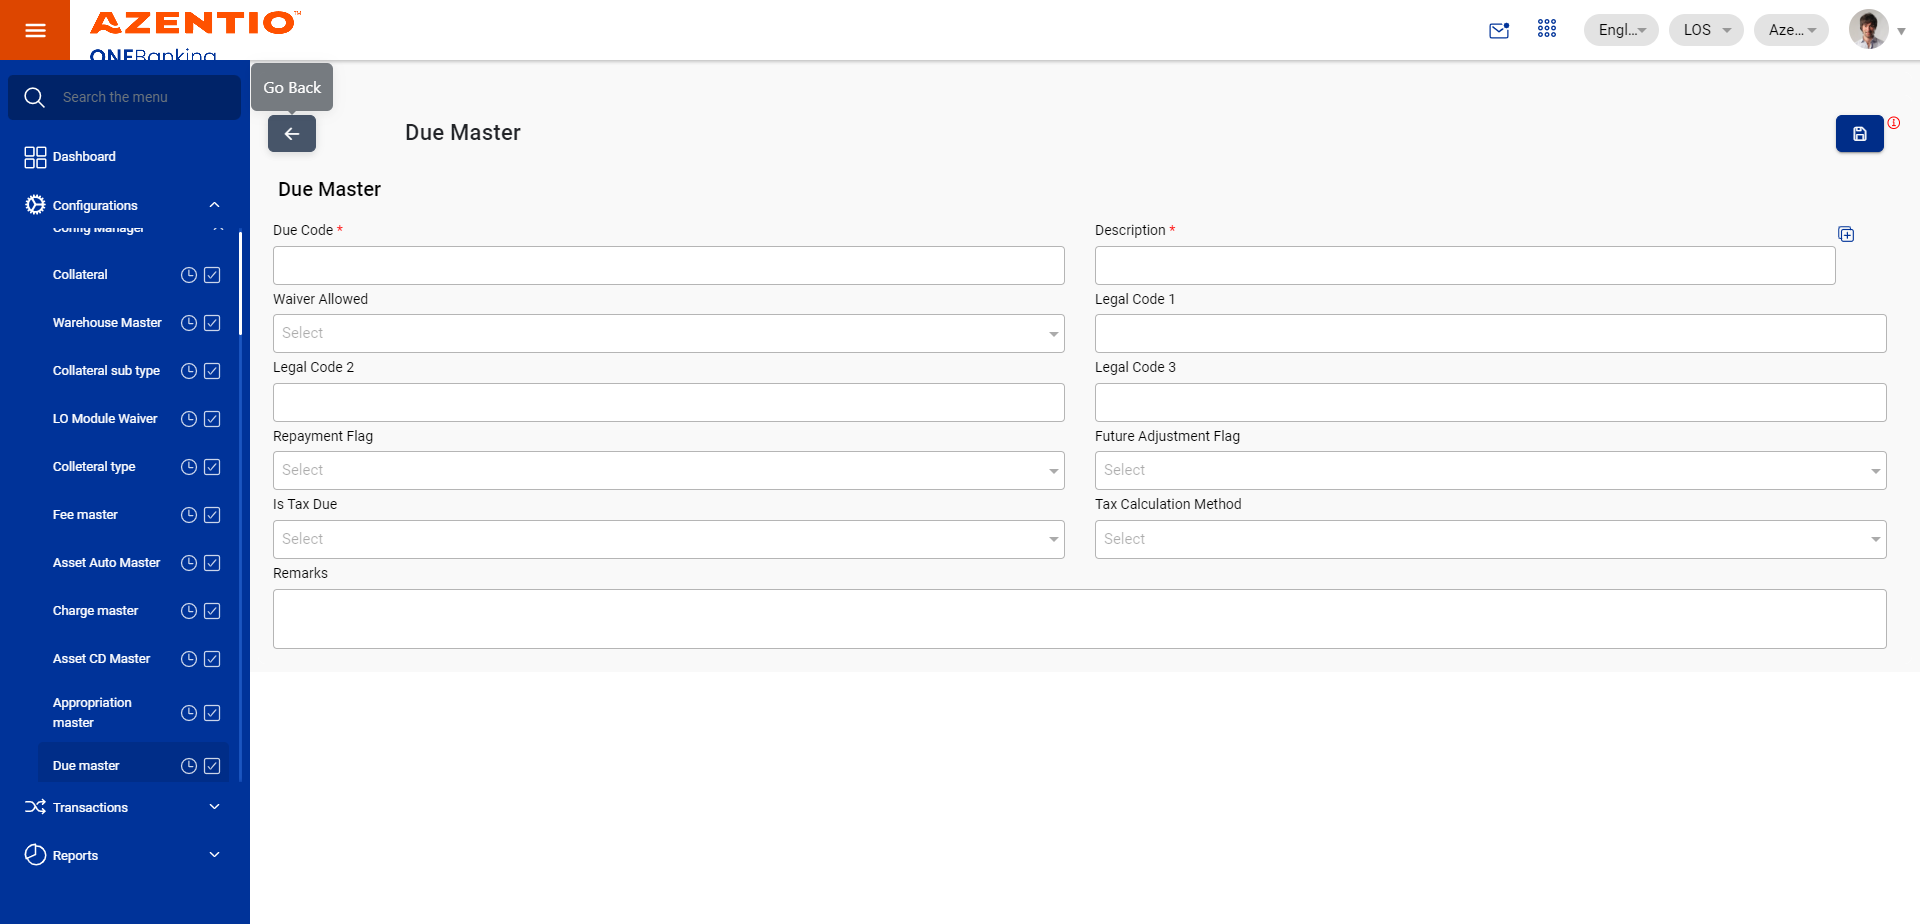 AZENTIO™
ONEBanking
Engl...
LOS
Aze...
Search the menu
Go Back
Due Master
Dashboard
Configurations
Config Manager
Collateral
Warehouse Master
Collateral sub type
LO Module Waiver
Colleteral type
Fee master
Asset Auto Master
Charge master
Asset CD Master
Appropriation
master
Due master
Transactions
Reports
Due Master
Due Code *
Description *
Waiver Allowed
Legal Code 1
Select
Legal Code 2
Legal Code 3
Repayment Flag
Future Adjustment Flag
Select
Select
Is Tax Due
Tax Calculation Method
Select
Select
Remarks